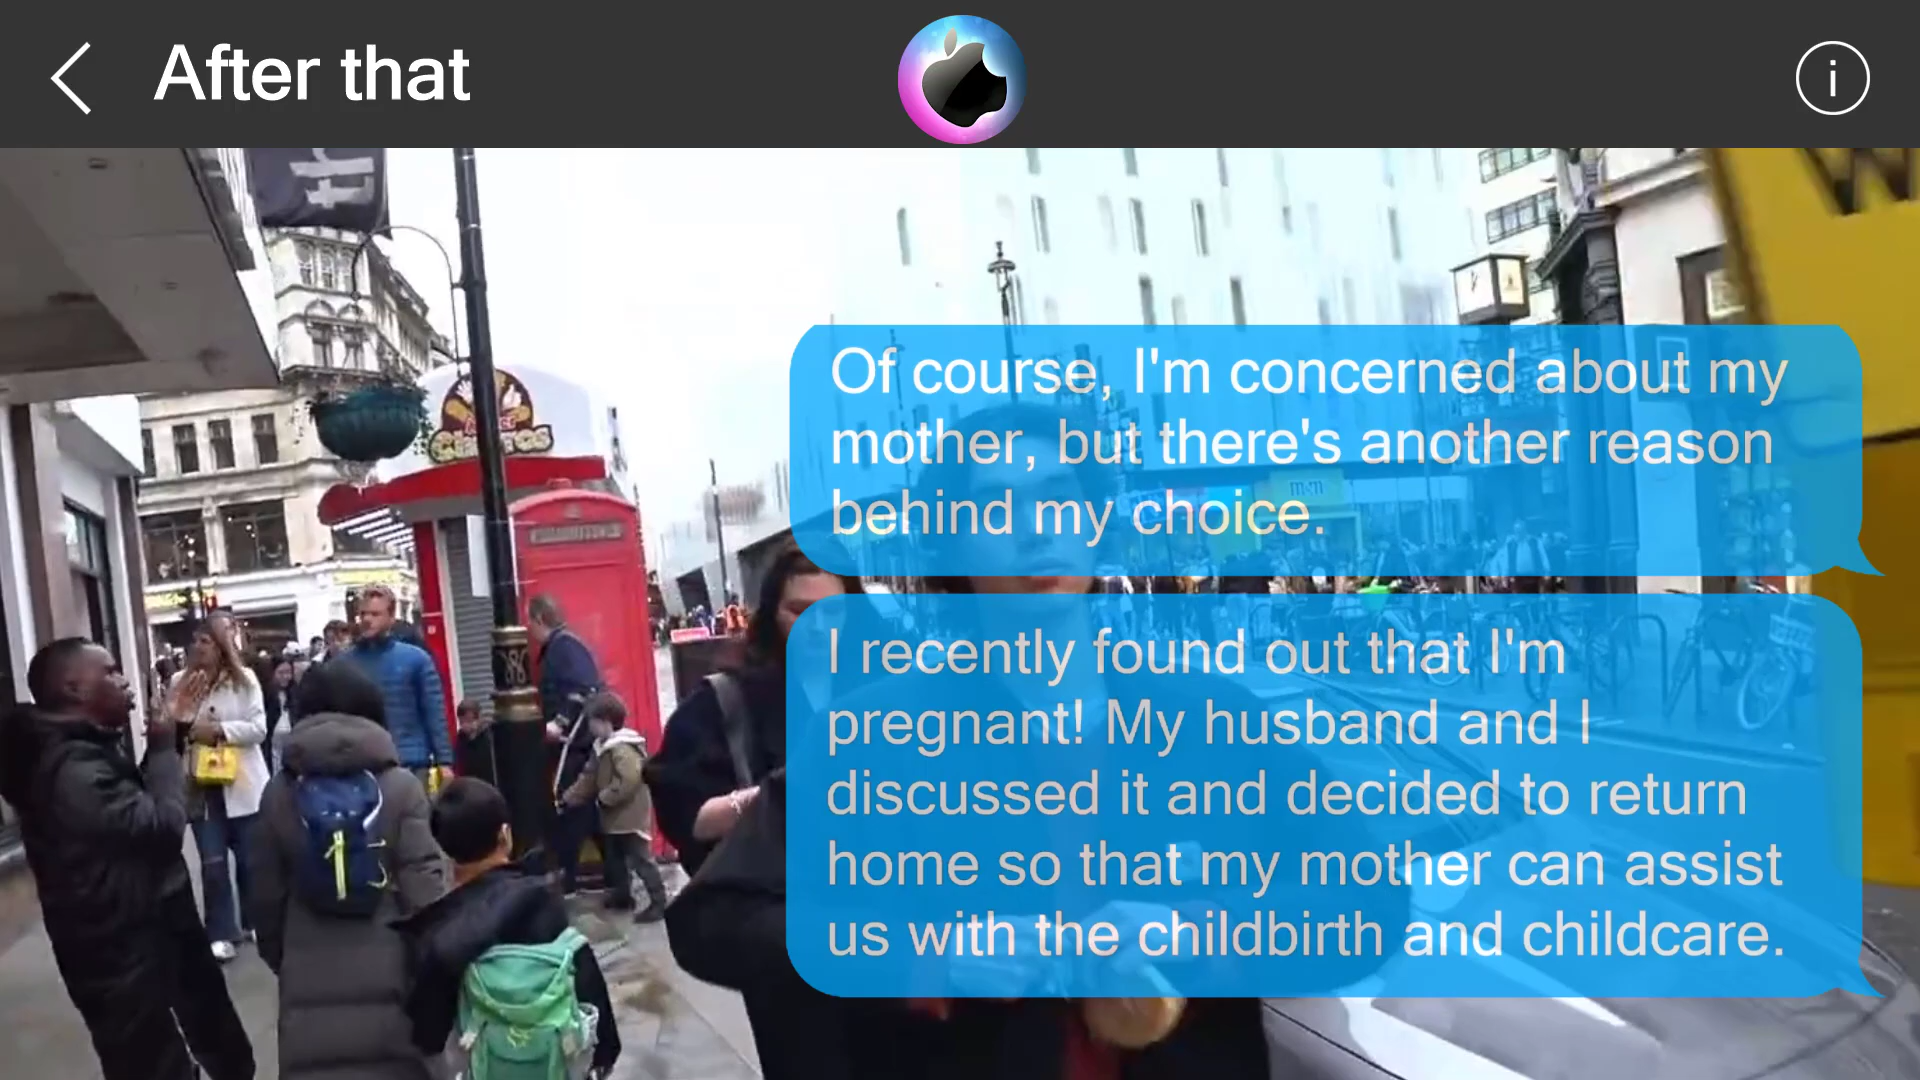 After that
Of course, I'm concerned about my
mother, but there's another reason
behind my choice.
I recently found out that I'm
pregnant! My husband and I
discussed it and decided to return
home so that my mother can assist
us with the childbirth and childcare.